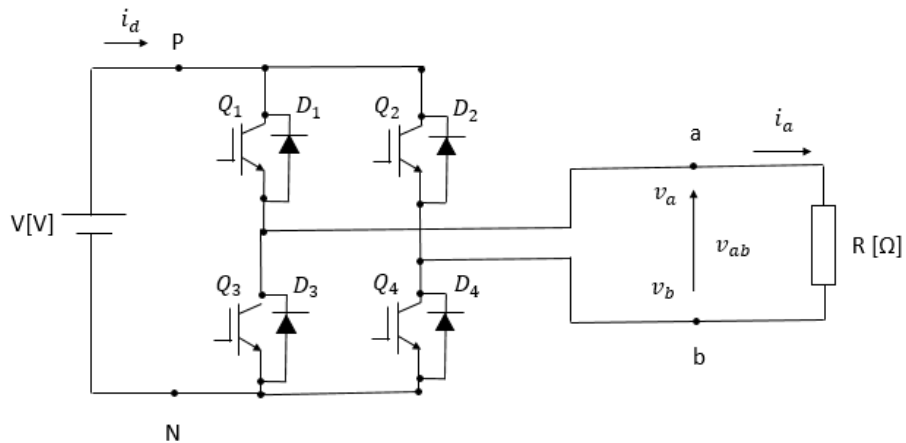 i_d
P
Q_1 D_1 Q_2 D_2
a i_a
v_a
V[V] v_ab R [Ω]
Q_3 D_3 Q_4 D_4
v_b
b
N